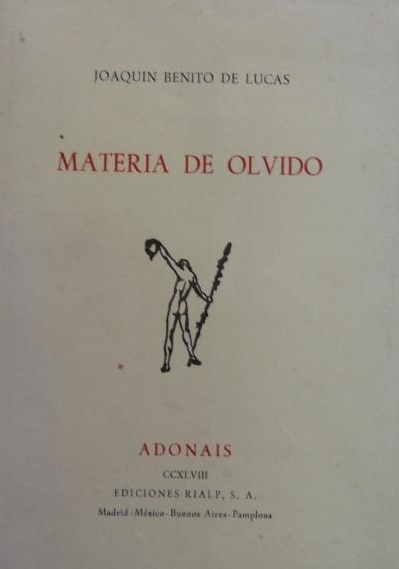 JOAQUIN BENITO DE LUCAS
MATERIA DE OLVIDO
ADONAIS
CCXLVIII
EDICIONES RIALP, S. A.
Madrid-México-Buenos Aires-Pamplona